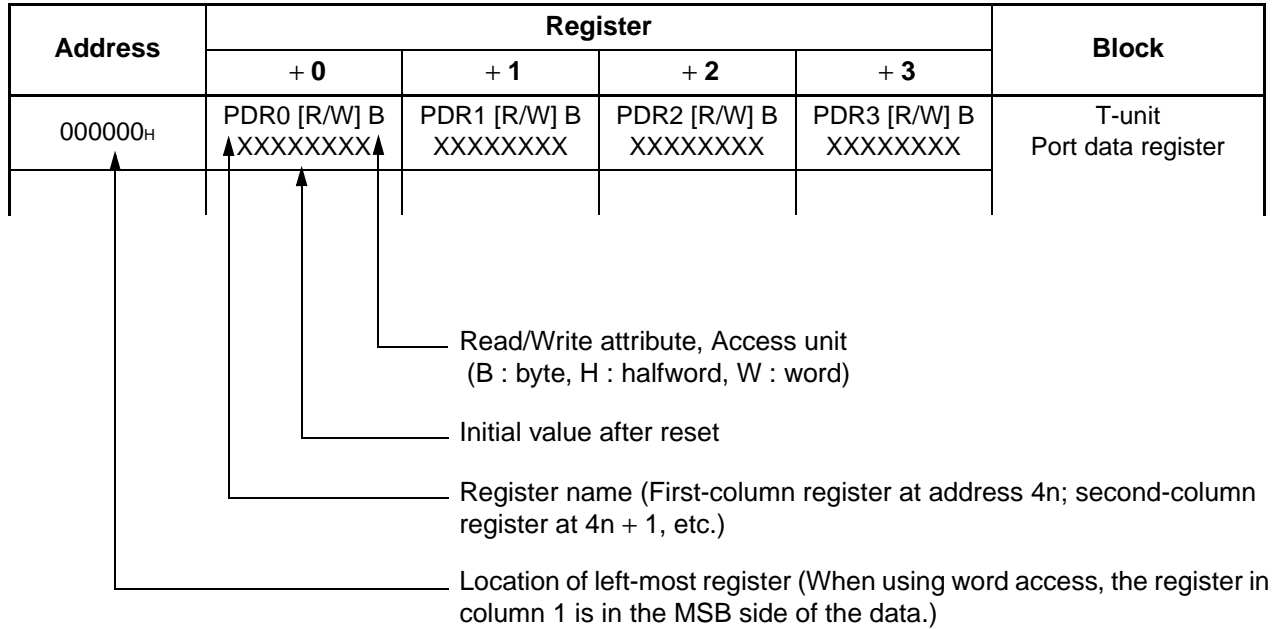 Address Register Block
+ 0 + 1 + 2 + 3
000000H PDR0 [R/W] B PDR1 [R/W] B PDR2 [R/W] B PDR3 [R/W] B T-unit
XXXXXXXX XXXXXXXX XXXXXXXX XXXXXXXX Port data register
Read/Write attribute, Access unit
(B : byte, H : halfword, W : word)
Initial value after reset
Register name (First-column register at address 4n; second-column
register at 4n + 1, etc.)
Location of left-most register (When using word access, the register in
column 1 is in the MSB side of the data.)